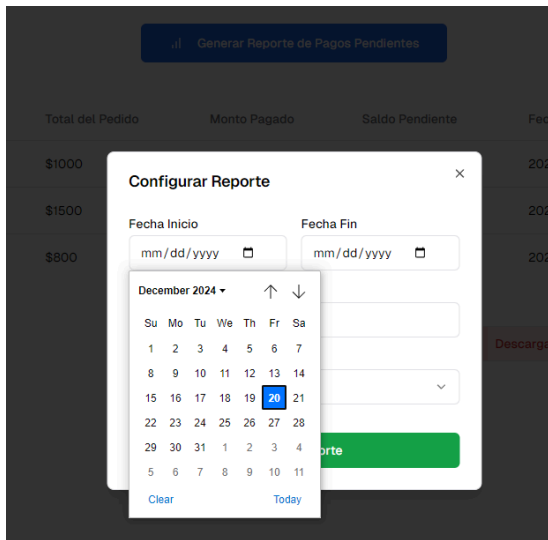 Generar Reporte de Pagos Pendientes
Total del Pedido Monto Pagado Saldo Pendiente
$1000
Configurar Reporte
$1500
Fecha Inicio Fecha Fin
$800 mm/dd/yyyy mm/dd/yyyy
December 2024
Su Mo Tu We Th Fr Sa
1 2 3 4 5 6 7
8 9 10 11 12 13 14
15 16 17 18 19 20 21
22 23 24 25 26 27 28
29 30 31 1 2 3 4
5 6 7 8 9 10 11
Clear Today